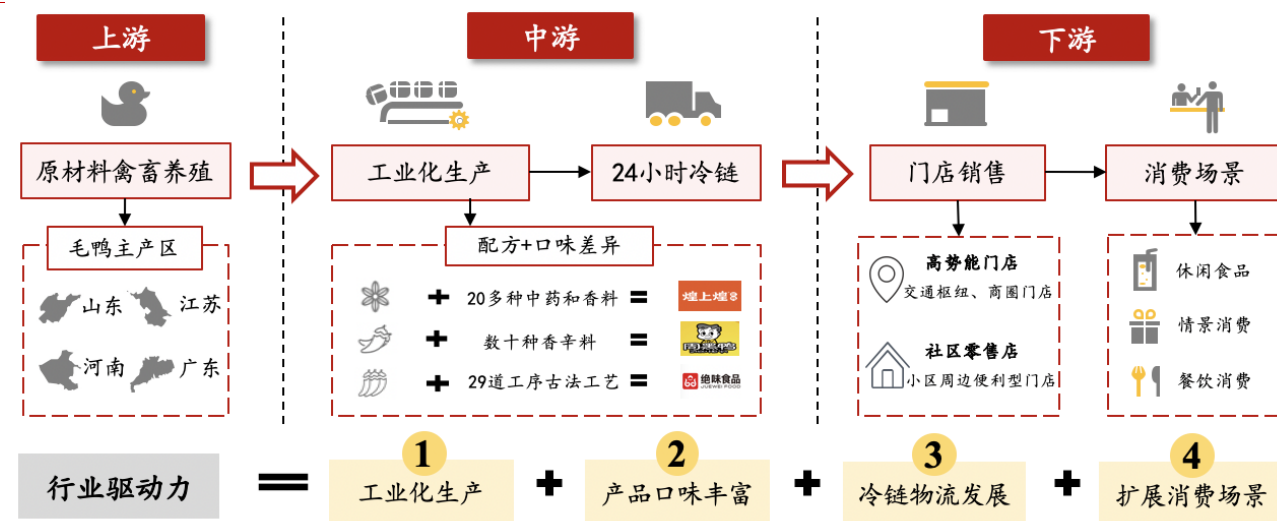 上游
中游
下游
原材料禽畜养殖
工业化生产
24小时冷链
门店销售
消费场景
毛鸭主产区
山东
江苏
河南
广东
配方+口味差异
+ 20多种中药和香料 = 煌上煌
+ 数十种香辛料 =
+ 29道工序古法工艺 = 绝味食品
JUEWEI FOOD
高势能门店
交通枢纽、商圈门店
社区零售店
小区周边便利型门店
休闲食品
情景消费
餐饮消费
行业驱动力 = 1 工业化生产 + 2 产品口味丰富 + 3 冷链物流发展 + 4 扩展消费场景